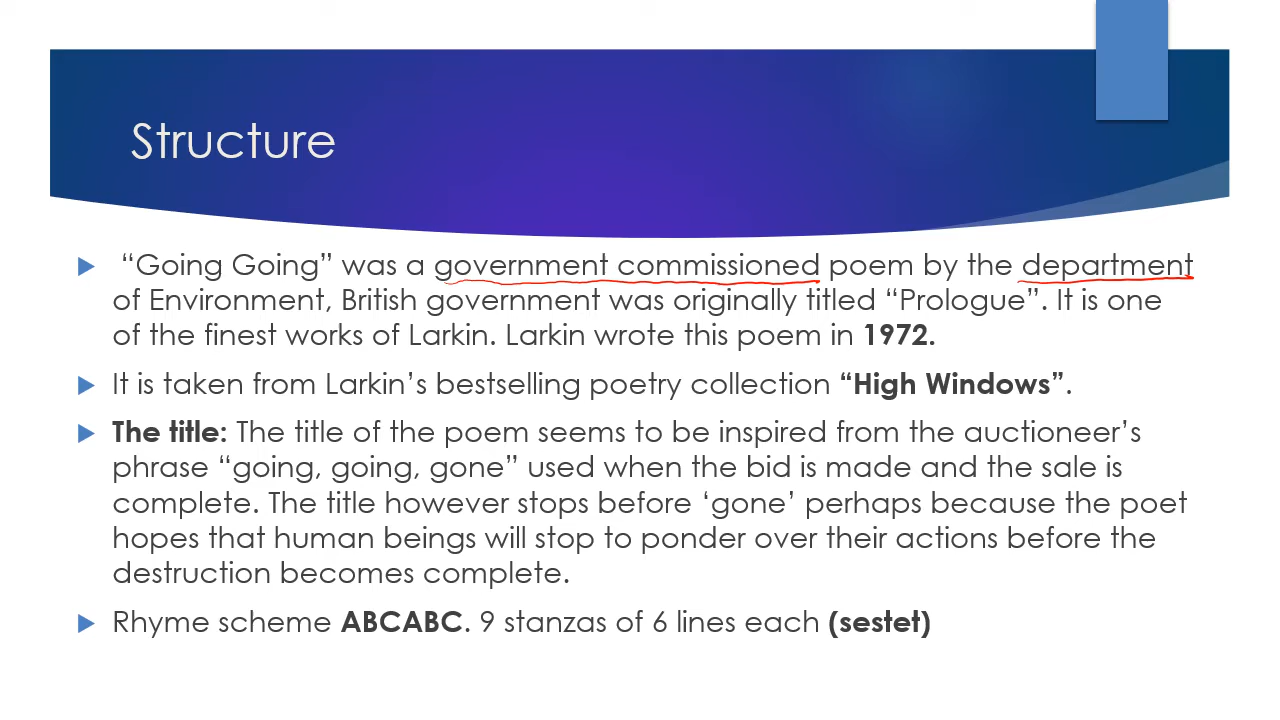 Structure
“Going Going” was a government commissioned poem by the department
of Environment, British government was originally titled “Prologue”. It is one
of the finest works of Larkin. Larkin wrote this poem in 1972.
It is taken from Larkin’s bestselling poetry collection “High Windows”.
The title: The title of the poem seems to be inspired from the auctioneer’s
phrase “going, going, gone” used when the bid is made and the sale is
complete. The title however stops before ‘gone’ perhaps because the poet
hopes that human beings will stop to ponder over their actions before the
destruction becomes complete.
Rhyme scheme ABCABC. 9 stanzas of 6 lines each (sestet)